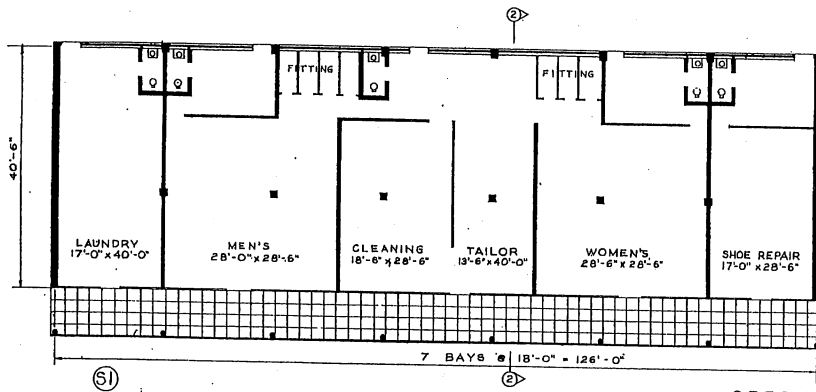 2
FITTING
FITTING
40'-6"
LAUNDRY
17'-0" x 40'-0"
MEN'S
28'-0" x 28'-6"
CLEANING
18'-6" x 28'-6"
TAILOR
13'-6" x 40'-0"
WOMEN'S
28'-6" x 28'-6"
SHOE REPAIR
17'-0" x 28'-6"
7 BAYS @ 18'-0" = 126'-0"
S1
2